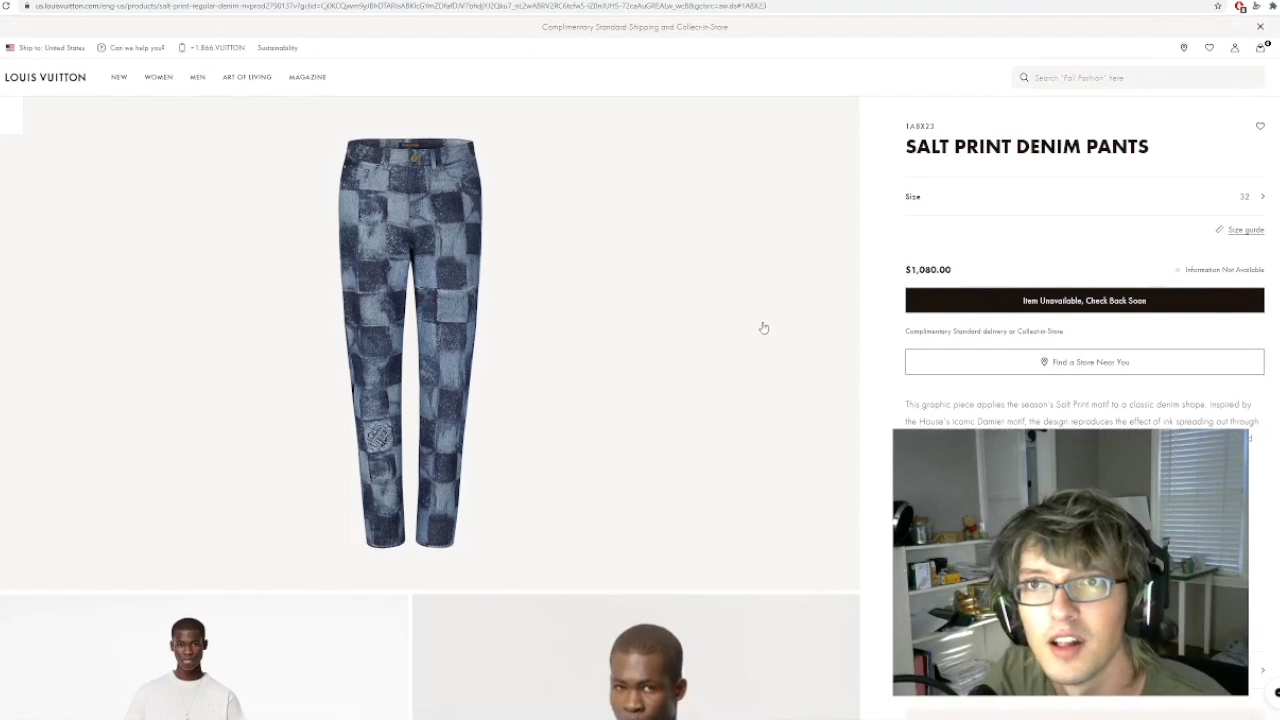 Complimentary Standard Shipping and Collect-in-Store
Ship to: United States
Can we help you?
+1.866.VUITTON
Sustainability
LOUIS VUITTON
NEW
WOMEN
MEN
ART OF LIVING
MAGAZINE
Search "Fall Fashion" here
1A8X23
SALT PRINT DENIM PANTS
Size
32
Size guide
$1,080.00
Information Not Available
Item Unavailable, Check Back Soon
Complimentary Standard delivery or Collect-in-Store.
Find a Store Near You
This graphic piece applies the season's Salt Print motif to a classic denim shape. Inspired by
the House's iconic Damier motif, the design reproduces the effect of ink spreading out through